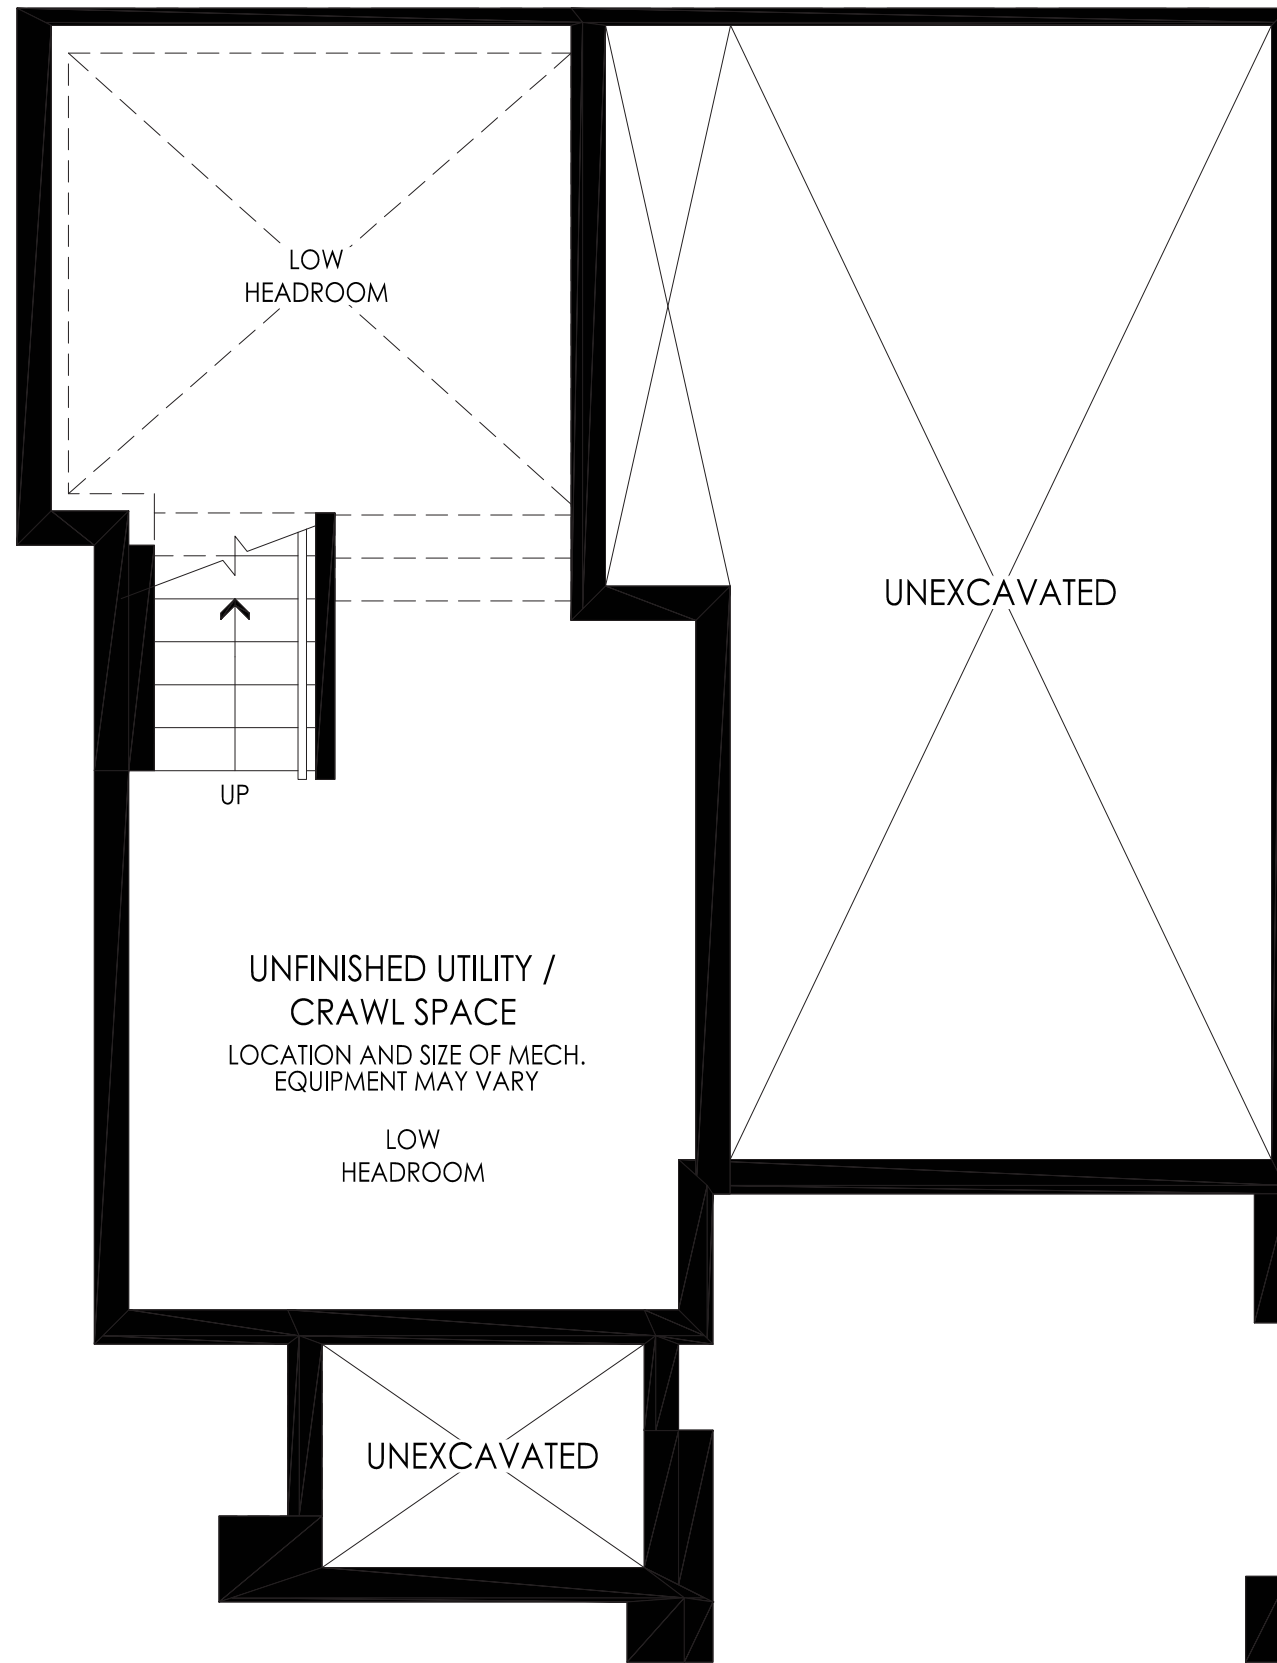 LOW
HEADROOM
UNEXCAVATED
UP
UNFINISHED UTILITY /
CRAWL SPACE
LOCATION AND SIZE OF MECH.
EQUIPMENT MAY VARY
LOW
HEADROOM
UNEXCAVATED